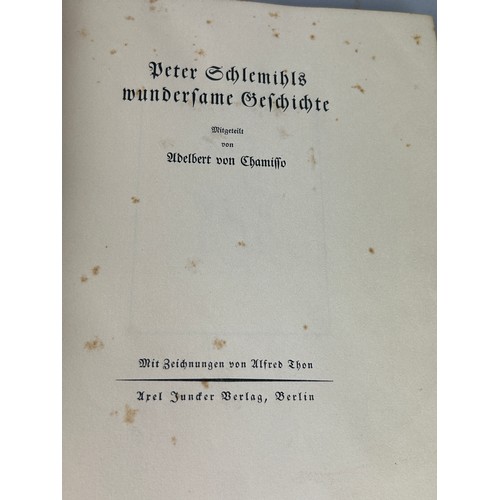 Peter Schlemihls
wunderſame Geſchichte
Mitgeteilt
von
Adelbert von Chamiſſo
Mit Zeichnungen von Alfred Thon
Axel Juncker Verlag, Berlin